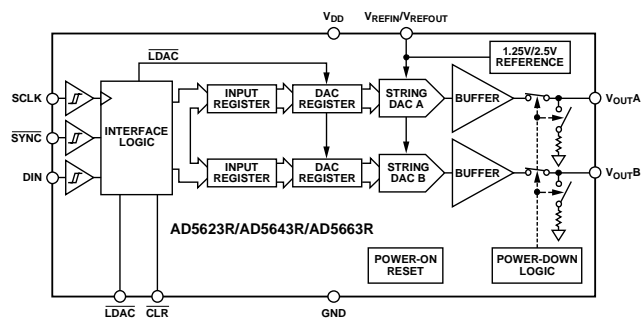 VDD
VREFIN/VREFOUT
LDAC
1.25V/2.5V
REFERENCE
SCLK
SYNC
DIN
INTERFACE
LOGIC
INPUT
REGISTER
DAC
REGISTER
STRING
DAC A
BUFFER
VOUTA
INPUT
REGISTER
DAC
REGISTER
STRING
DAC B
BUFFER
VOUTB
AD5623R/AD5643R/AD5663R
POWER-ON
RESET
POWER-DOWN
LOGIC
LDAC
CLR
GND